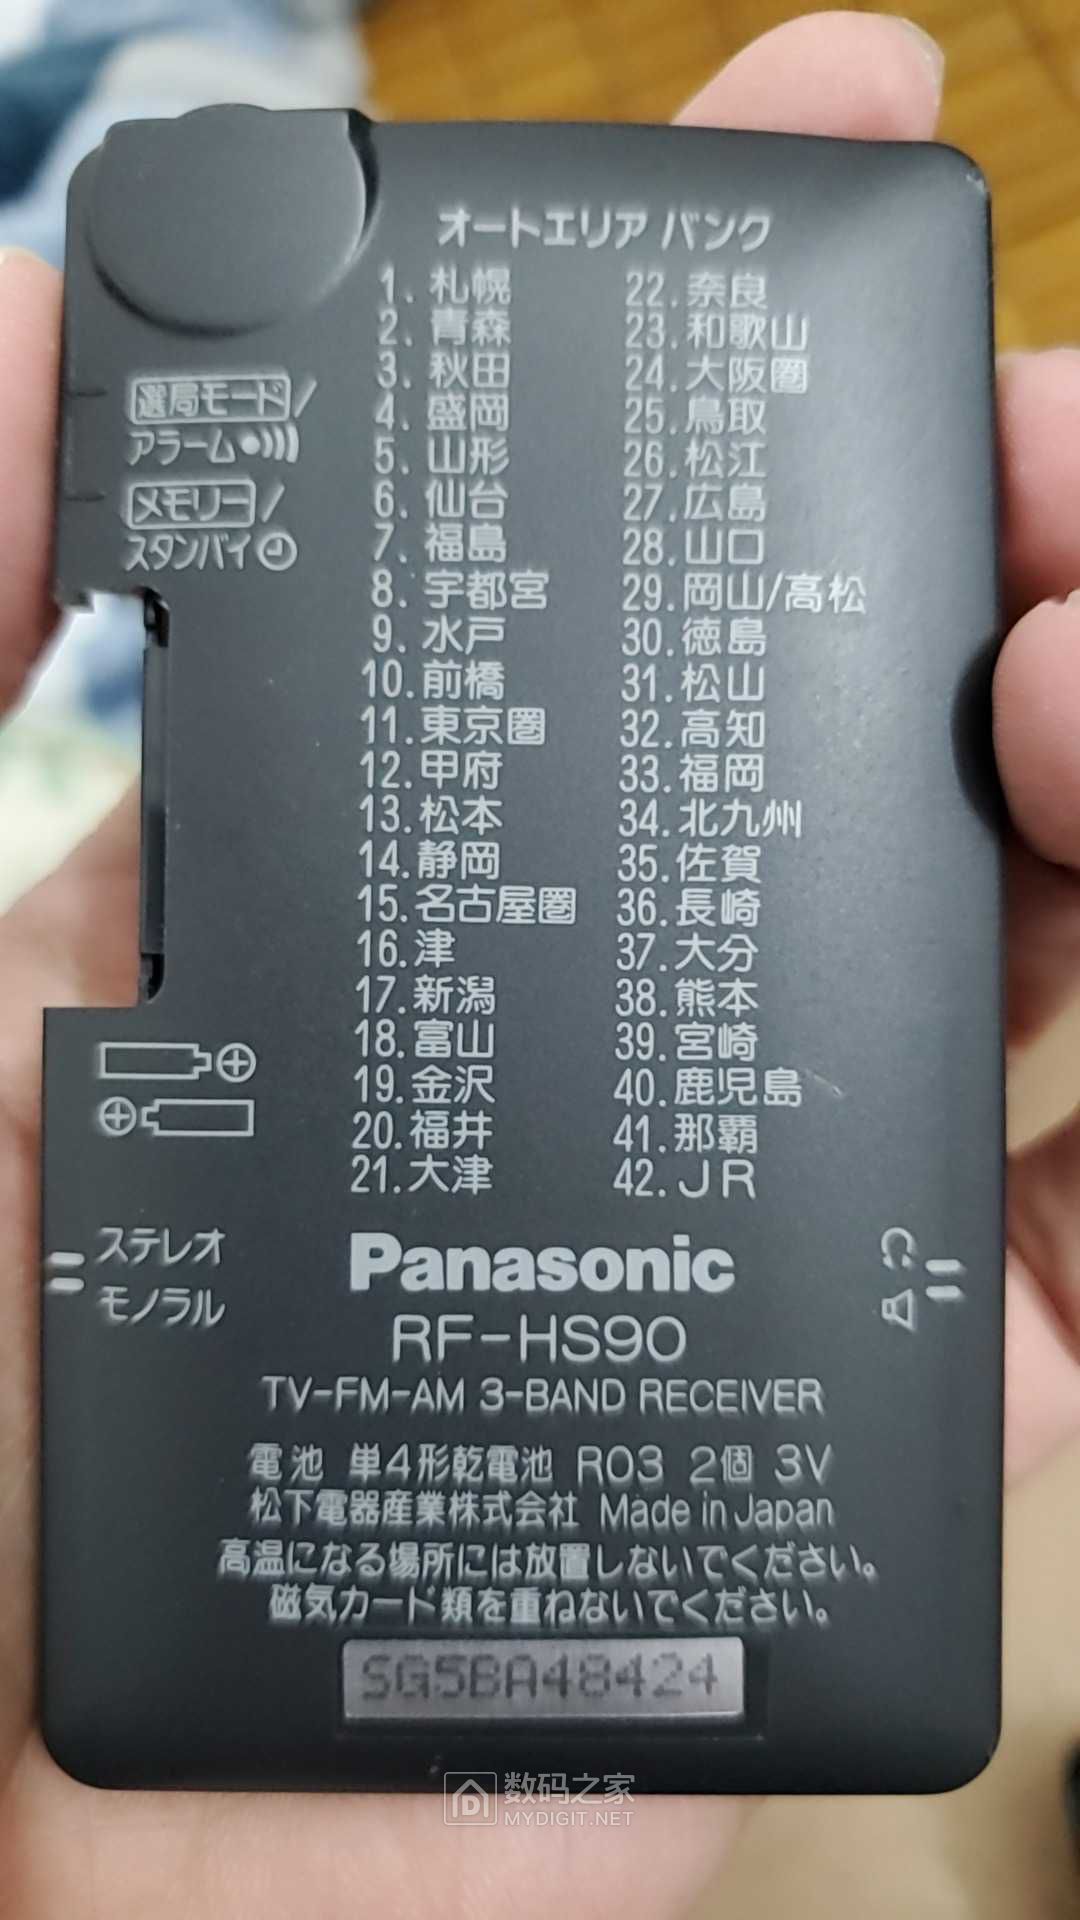 オートエリア バンク
1. 札幌
2. 青森
3. 秋田
4. 盛岡
5. 山形
6. 仙台
7. 福島
8. 宇都宮
9. 水戸
10. 前橋
11. 東京圏
12. 甲府
13. 松本
14. 静岡
15. 名古屋圏
16. 津
17. 新潟
18. 富山
19. 金沢
20. 福井
21. 大津
22. 奈良
23. 和歌山
24. 大阪圏
25. 鳥取
26. 松江
27. 広島
28. 山口
29. 岡山/高松
30. 徳島
31. 松山
32. 高知
33. 福岡
34. 北九州
35. 佐賀
36. 長崎
37. 大分
38. 熊本
39. 宮崎
40. 鹿児島
41. 那覇
42. JR
選局モード/
アラーム
メモリー/
スタンバイ
ステレオ
モノラル
Panasonic
RF-HS90
TV-FM-AM 3-BAND RECEIVER
電池 単4形乾電池 R03 2個 3V
松下電器産業株式会社 Made in Japan
高温になる場所には放置しないでください。
磁気カード類を重ねないでください。
SG5BA48424
数码之家
MYDIGIT.NET